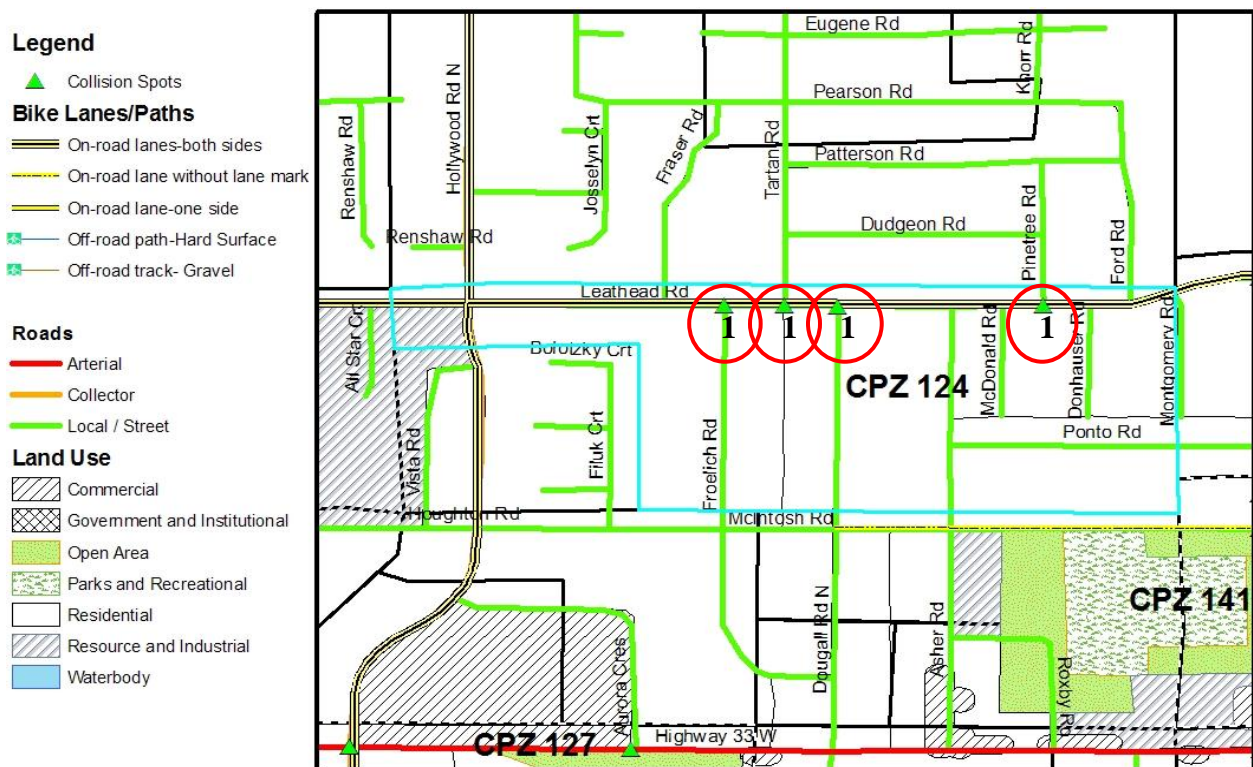 Legend
Collision Spots
Bike Lanes/Paths
On-road lanes-both sides
On-road lane without lane mark
On-road lane-one side
Off-road path-Hard Surface
Off-road track- Gravel
Roads
Arterial
Collector
Local / Street
Land Use
Commercial
Government and Institutional
Open Area
Parks and Recreational
Residential
Resource and Industrial
Waterbody
Eugene Rd
Knorr Rd
Hollywood Rd N
Pearson Rd
Renshaw Rd
Josselyn Crt
Fraser Rd
Tartan Rd
Patterson Rd
Renshaw Rd
Dudgeon Rd
Pinetree Rd
Ford Rd
Leathead Rd
1
1
1
1
All Star Crt
Borotzky Crt
CPZ 124
McDonald Rd
Donhauser Rd
Montgomery Rd
Vista Rd
Filuk Crt
Froelich Rd
Ponto Rd
Houghton Rd
McIntosh Rd
CPZ 141
Aurora Cres
Dougall Rd N
Asher Rd
Roxby Rd
CPZ 127
Highway 33 W